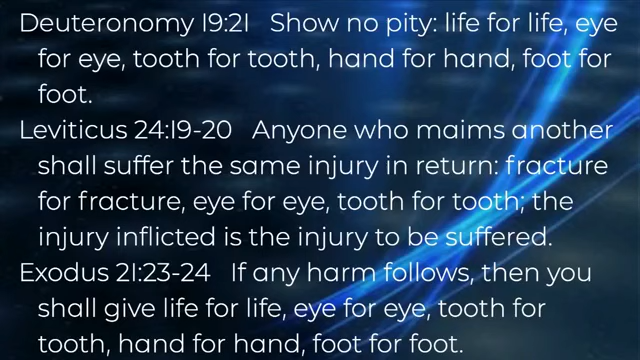 Deuteronomy 19:21 Show no pity: life for life, eye
for eye, tooth for tooth, hand for hand, foot for
foot.
Leviticus 24:19-20 Anyone who maims another
shall suffer the same injury in return: fracture
for fracture, eye for eye, tooth for tooth; the
injury inflicted is the injury to be suffered.
Exodus 21:23-24 If any harm follows, then you
shall give life for life, eye for eye, tooth for
tooth, hand for hand, foot for foot.